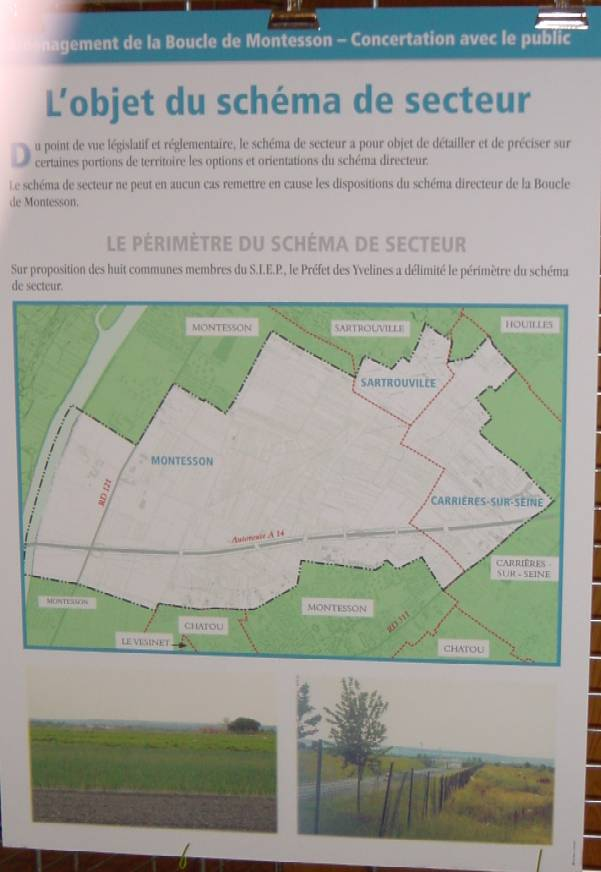 Aménagement de la Boucle de Montesson – Concertation avec le public
L'objet du schéma de secteur
Du point de vue législatif et réglementaire, le schéma de secteur a pour objet de détailler et de préciser sur
certaines portions de territoire les options et orientations du schéma directeur.
Le schéma de secteur ne peut en aucun cas remettre en cause les dispositions du schéma directeur de la Boucle
de Montesson.
LE PÉRIMÈTRE DU SCHÉMA DE SECTEUR
Sur proposition des huit communes membres du S.I.E.P., le Préfet des Yvelines a délimité le périmètre du schéma
de secteur.
MONTESSON
SARTROUVILLE
HOUILLES
SARTROUVILLE
MONTESSON
RD 121
CARRIÈRES-SUR-SEINE
Autoroute A 14
CARRIÈRES -
SUR - SEINE
MONTESSON
MONTESSON
CHATOU
RD 311
LE VESINET
CHATOU